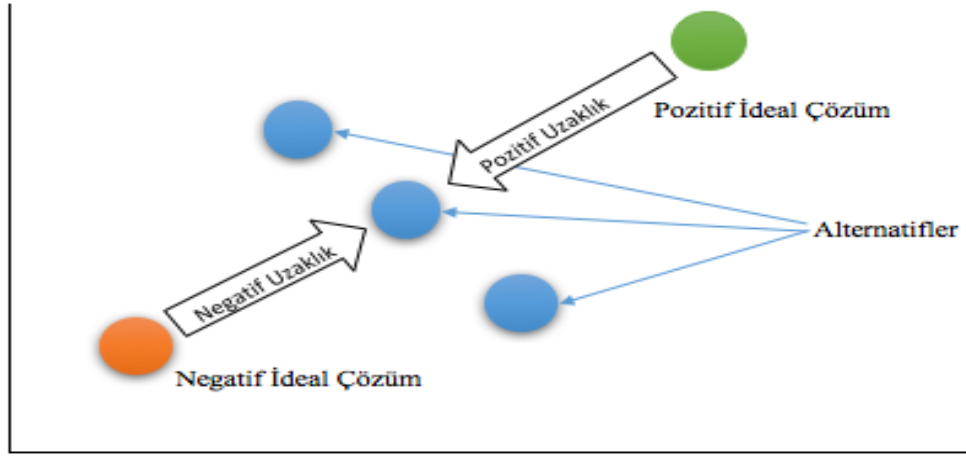 Pozitif Uzaklık
Pozitif İdeal Çözüm
Alternatifler
Negatif Uzaklık
Negatif İdeal Çözüm